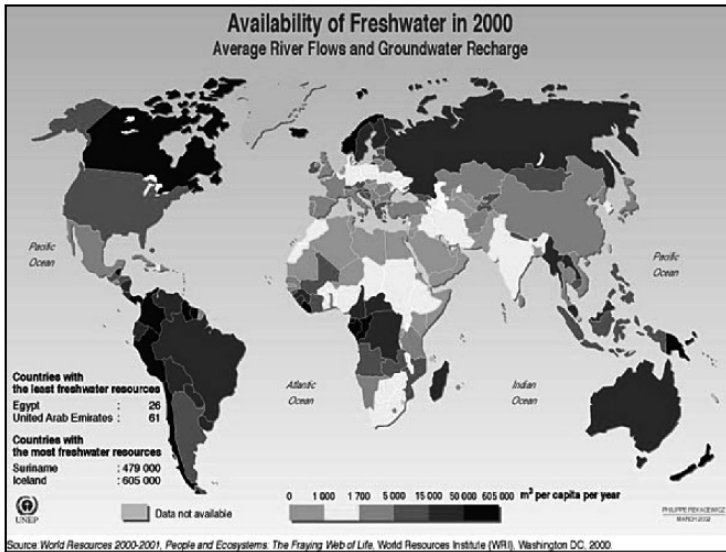 Availability of Freshwater in 2000
Average River Flows and Groundwater Recharge
Pacific
Ocean
Pacific
Ocean
Atlantic
Ocean
Indian
Ocean
Countries with
the least freshwater resources
Egypt : 26
United Arab Emirates : 61
Countries with
the most freshwater resources
Suriname : 479 000
Iceland : 605 000
0 1 000 1 700 5 000 15 000 50 000 605 000 m³ per capita per year
Data not available
UNEP
PHILIPPE REKACEWICZ
MARCH 2002
Source: World Resources 2000-2001, People and Ecosystems: The Fraying Web of Life, World Resources Institute (WRI), Washington DC, 2000.